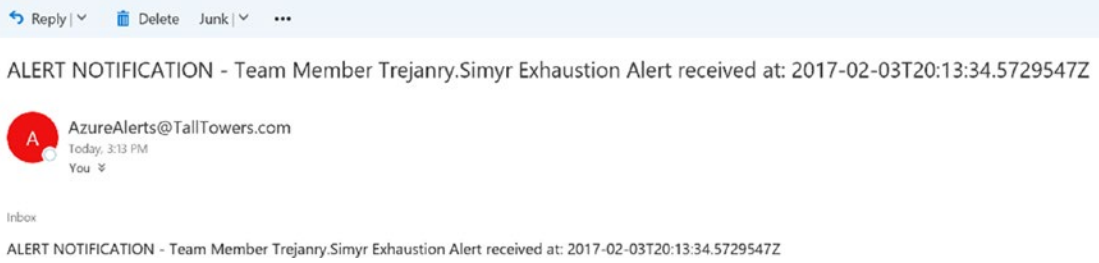 Reply | Delete Junk | ...
ALERT NOTIFICATION - Team Member Trejanry.Simyr Exhaustion Alert received at: 2017-02-03T20:13:34.5729547Z
A
AzureAlerts@TallTowers.com
Today, 3:13 PM
You
Inbox
ALERT NOTIFICATION - Team Member Trejanry.Simyr Exhaustion Alert received at: 2017-02-03T20:13:34.5729547Z